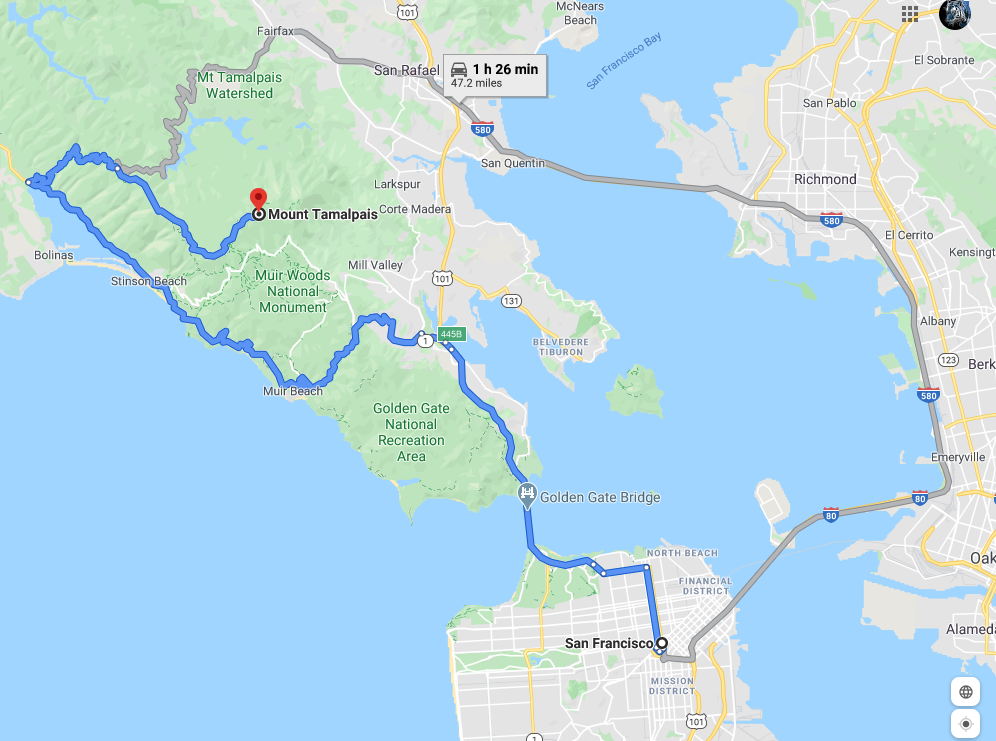 McNears
Beach
101
Fairfax
San Francisco Bay
El Sobrante
San Rafael
1 h 26 min
47.2 miles
Mt Tamalpais
Watershed
San Pablo
580
San Quentin
Richmond
Larkspur
Mount Tamalpais
Corte Madera
580
El Cerrito
Bolinas
Mill Valley
Kensingt
Stinson Beach
Muir Woods
National
Monument
101
131
Albany
445B
1
BELVEDERE
TIBURON
123
Berk
Muir Beach
580
Golden Gate
National
Recreation
Area
Emeryville
Golden Gate Bridge
80
80
NORTH BEACH
Oak
FINANCIAL
DISTRICT
Alameda
San Francisco
MISSION
DISTRICT
101
1